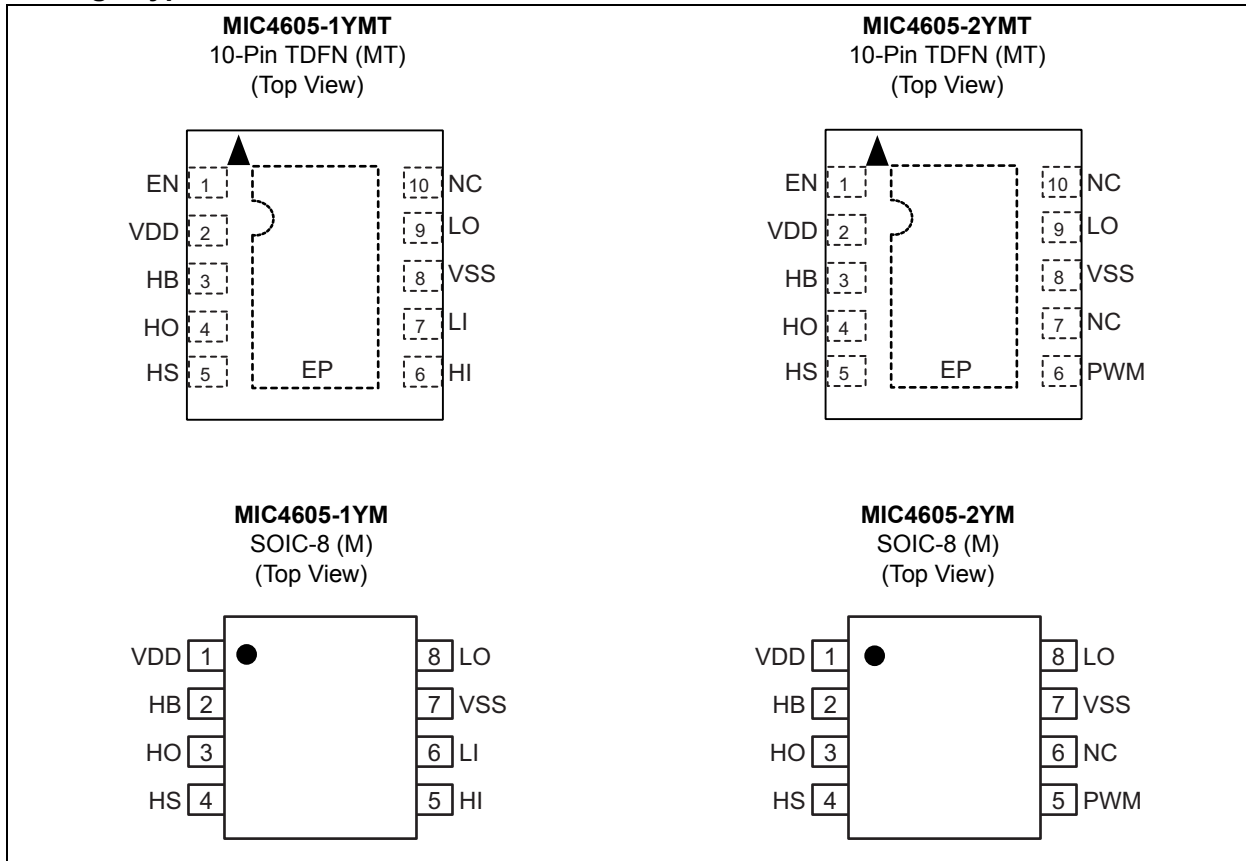 MIC4605-1YMT
10-Pin TDFN (MT)
(Top View)
EN 1
10 NC
VDD 2
9 LO
HB 3
8 VSS
HO 4
7 LI
HS 5
EP
6 HI
MIC4605-2YMT
10-Pin TDFN (MT)
(Top View)
EN 1
10 NC
VDD 2
9 LO
HB 3
8 VSS
HO 4
7 NC
HS 5
EP
6 PWM
MIC4605-1YM
SOIC-8 (M)
(Top View)
VDD 1
8 LO
HB 2
7 VSS
HO 3
6 LI
HS 4
5 HI
MIC4605-2YM
SOIC-8 (M)
(Top View)
VDD 1
8 LO
HB 2
7 VSS
HO 3
6 NC
HS 4
5 PWM